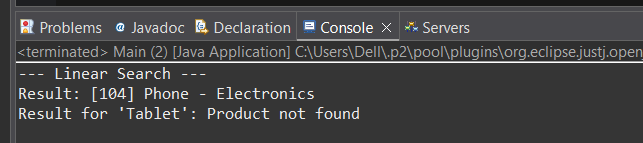 Problems @ Javadoc Declaration Console × Servers
<terminated> Main (2) [Java Application] C:\Users\Dell\.p2\pool\plugins\org.eclipse.justj.open
--- Linear Search ---
Result: [104] Phone - Electronics
Result for 'Tablet': Product not found